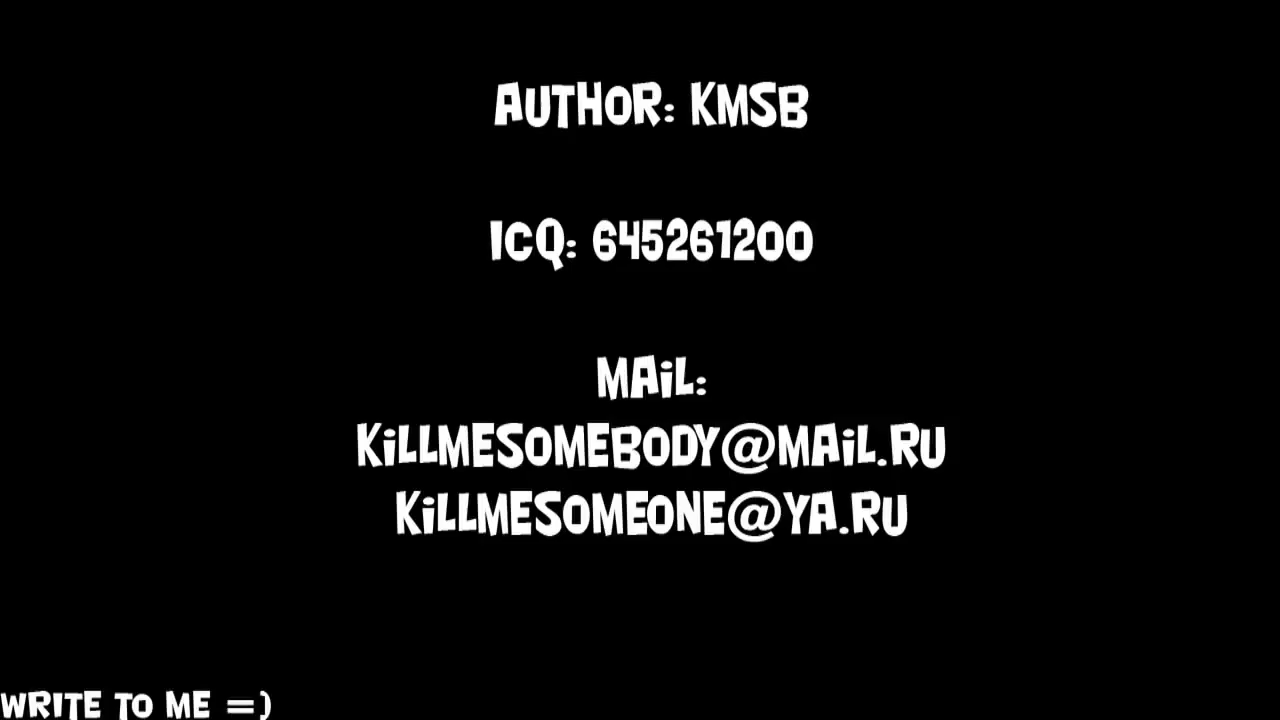 AUTHOR: KMSB
ICQ: 645261200
MAiL:
KiLLMESOMEBODY@MAiL.RU
KiLLMESOMEONE@YA.RU
WRITE TO ME =)